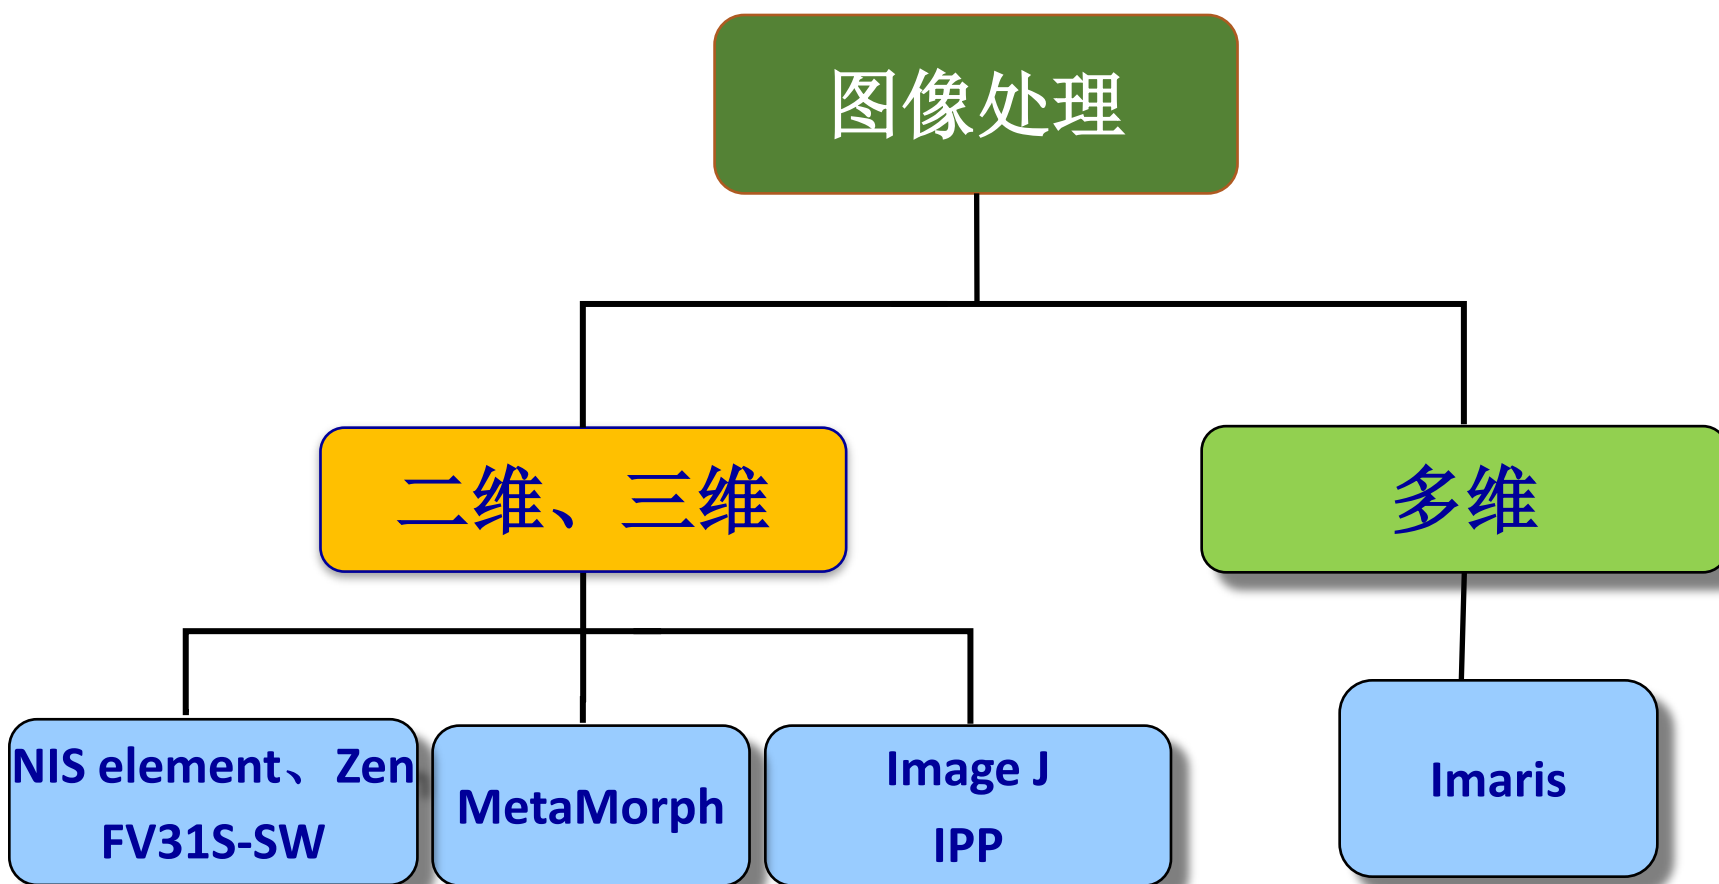 图像处理
二维、三维
多维
NIS element、Zen
FV31S-SW
MetaMorph
Image J
IPP
Imaris